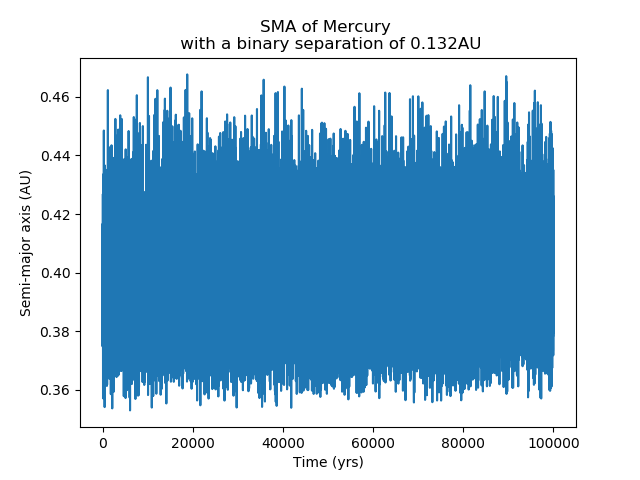 SMA of Mercury
with a binary separation of 0.132AU
0.46
0.44
0.42
0.40
0.38
0.36
Semi-major axis (AU)
0 20000 40000 60000 80000 100000
Time (yrs)